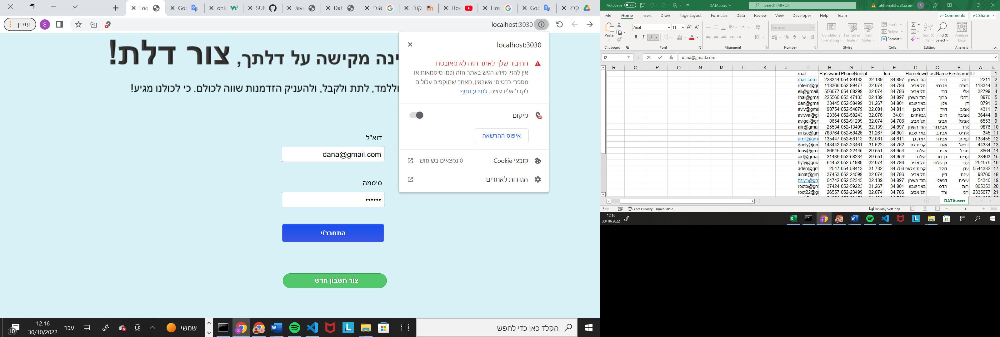 Log
Goo
onl
SUM
Java
Dat
אובי
קור
How
How
Goo
קבצ
עדכון
S
localhost:3030
ינה מקישה על דלתך, צור דלת!
וללמד, לתת ולקבל, ולהעניק הזדמנות שווה לכולם. כי לכולנו מגיע!
דוא"ל
dana@gmail.com
סיסמה
••••••
התחבר/י
צור חשבון חדש
localhost:3030
החיבור שלך לאתר הזה לא מאובטח
אין להזין מידע רגיש באתר הזה (כמו סיסמאות או
מספרי כרטיסי אשראי), מאחר שתוקפים עלולים
לקבל אליו גישה. למידע נוסף
מיקום
איפוס ההרשאה
קובצי Cookie
0 נמצאים בשימוש
הגדרות לאתרים
הקלד כאן כדי לחפש
שמשי
עבר
12:16
30/10/2022
10
AutoSave Off
DATAusers
Search (Alt+Q)
ahhevxd@walla.com
A
File Home Insert Draw Page Layout Formulas Data Review View Developer Help Team
Comments Share
Paste
Arial 11
B I U
General
Conditional Formatting
Format as Table
Cell Styles
Insert
Delete
Format
Sort & Filter
Find & Select
Analyze Data
Clipboard Font Alignment Number Styles Cells Editing Analysis
I2 dana@gmail.com
R Q P O N M L K J I H G F E D C B A
mail Password PhoneNun lat lon Hometown LastName Firstname ID 1
mail.com 223344 054-89133 32.139 34.897 הוד השרון חיים דנה 2211 2
rotem@gr 113366 052-89477 32.074 34.786 תל אביב מזרחי רותם 113344 3
eli@gmail. 556677 054-68299 32.074 34.786 תל אביב דוד אלי 32798 4
rhal@gma 225566 053-47133 32.139 34.897 הוד השרון ברוך רחלי 8976 5
dan@gma 33445 052-58499 31.267 34.801 באר שבע אלון דן 8791 6
aviv@gma 98754 052-54879 32.081 34.811 רמת גן דויד אביב 4311 7
avivva@gr 23364 052-58243 32.076 34.81 גבעתיים חיים אביבה 36444 8
avigei@gr 8654 052-91299 32.074 34.786 תל אביב אביבי אביגל 6553 9
aiir@gmai 25534 052-13499 32.139 34.897 הוד השרון אביגדורי אייר 9876 10
airiso@gm 788764 052-58426 31.267 34.801 באר שבע אבידב איריס 345 11
amit@gma 135447 052-58113 32.081 34.811 רמת גן אבידור עמית 133455 12
danly@gm 143442 052-23461 31.622 34.762 קרית גת אגוז דניאל 44334 13
toov@gma 86645 052-22445 29.551 34.954 אילת אדיב תובל 8864 14
aid@gmai 31436 052-58234 29.551 34.954 אילת בן דור עדית 33463 15
hyty@gma 64453 052-51989 32.074 34.786 תל אביב בן שלום עטי 254575 16
aden@gm 2547 054-58412 31.732 34.756 קרית מלאכי דולב עדן 5544332 17
ainat@gm 37453 052-24599 32.074 34.786 תל אביב דיין עינת 98760 18
hitiy1@gm 64742 052-52345 32.139 34.897 הוד השרון דניאלי עירית 54346 19
rooto@gm 37424 052-59223 31.267 34.801 באר שבע הדס רות 865353 20
root22@gr 26557 052-23499 32.074 34.786 תל אביב ורד רוני 2335677 21
DATAusers
Edit Accessibility: Unavailable
Display Settings
100%
12:16
30/10/2022